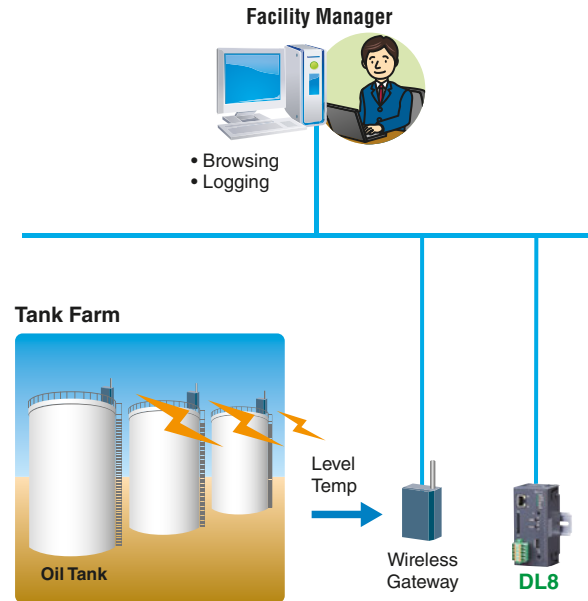 Facility Manager
• Browsing
• Logging
Tank Farm
Level
Temp
Oil Tank
Wireless
Gateway
DL8